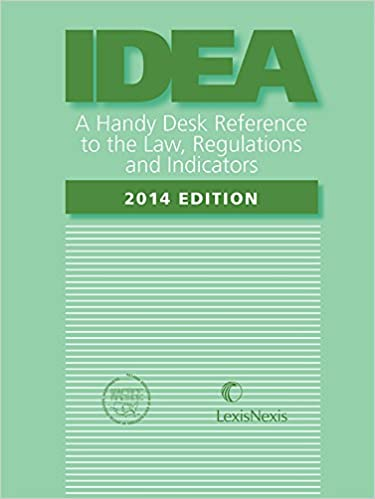 IDEA
A Handy Desk Reference
to the Law, Regulations
and Indicators
2014 EDITION
LexisNexis